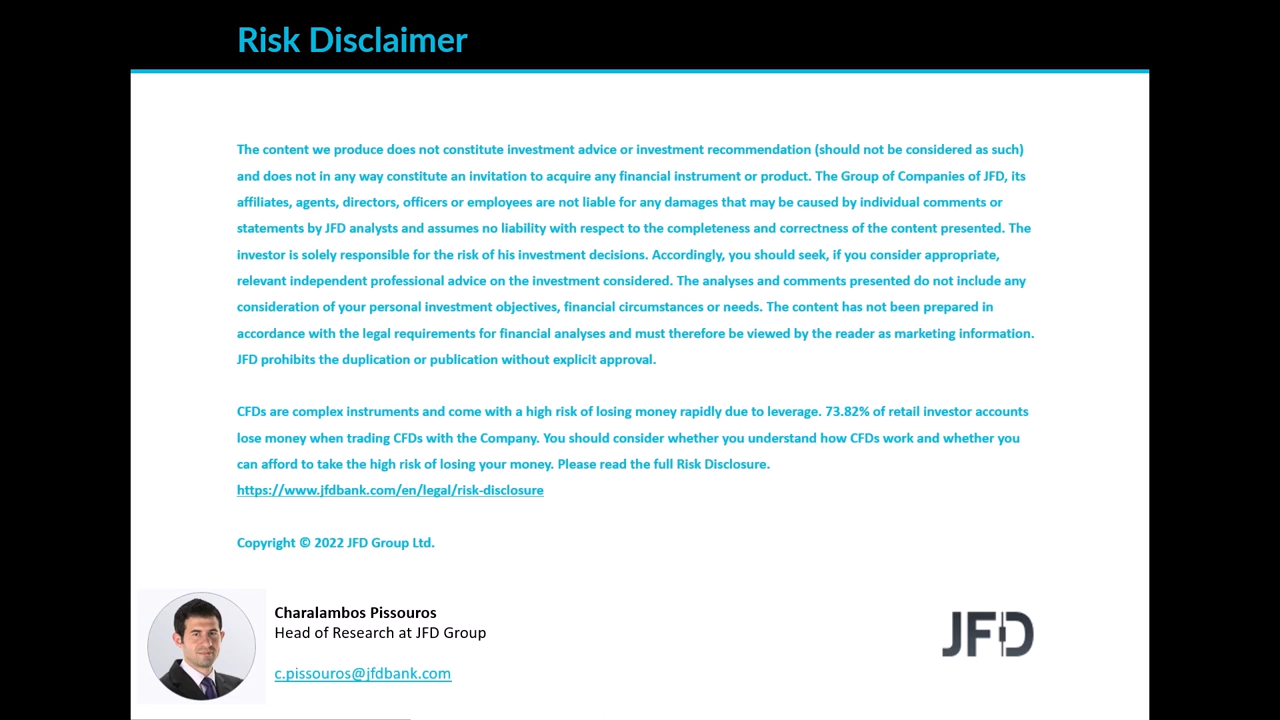 Risk Disclaimer
The content we produce does not constitute investment advice or investment recommendation (should not be considered as such)
and does not in any way constitute an invitation to acquire any financial instrument or product. The Group of Companies of JFD, its
affiliates, agents, directors, officers or employees are not liable for any damages that may be caused by individual comments or
statements by JFD analysts and assumes no liability with respect to the completeness and correctness of the content presented. The
investor is solely responsible for the risk of his investment decisions. Accordingly, you should seek, if you consider appropriate,
relevant independent professional advice on the investment considered. The analyses and comments presented do not include any
consideration of your personal investment objectives, financial circumstances or needs. The content has not been prepared in
accordance with the legal requirements for financial analyses and must therefore be viewed by the reader as marketing information.
JFD prohibits the duplication or publication without explicit approval.
CFDs are complex instruments and come with a high risk of losing money rapidly due to leverage. 73.82% of retail investor accounts
lose money when trading CFDs with the Company. You should consider whether you understand how CFDs work and whether you
can afford to take the high risk of losing your money. Please read the full Risk Disclosure.
https://www.jfdbank.com/en/legal/risk-disclosure
Copyright © 2022 JFD Group Ltd.
Charalambos Pissouros
Head of Research at JFD Group
c.pissouros@jfdbank.com
JFD